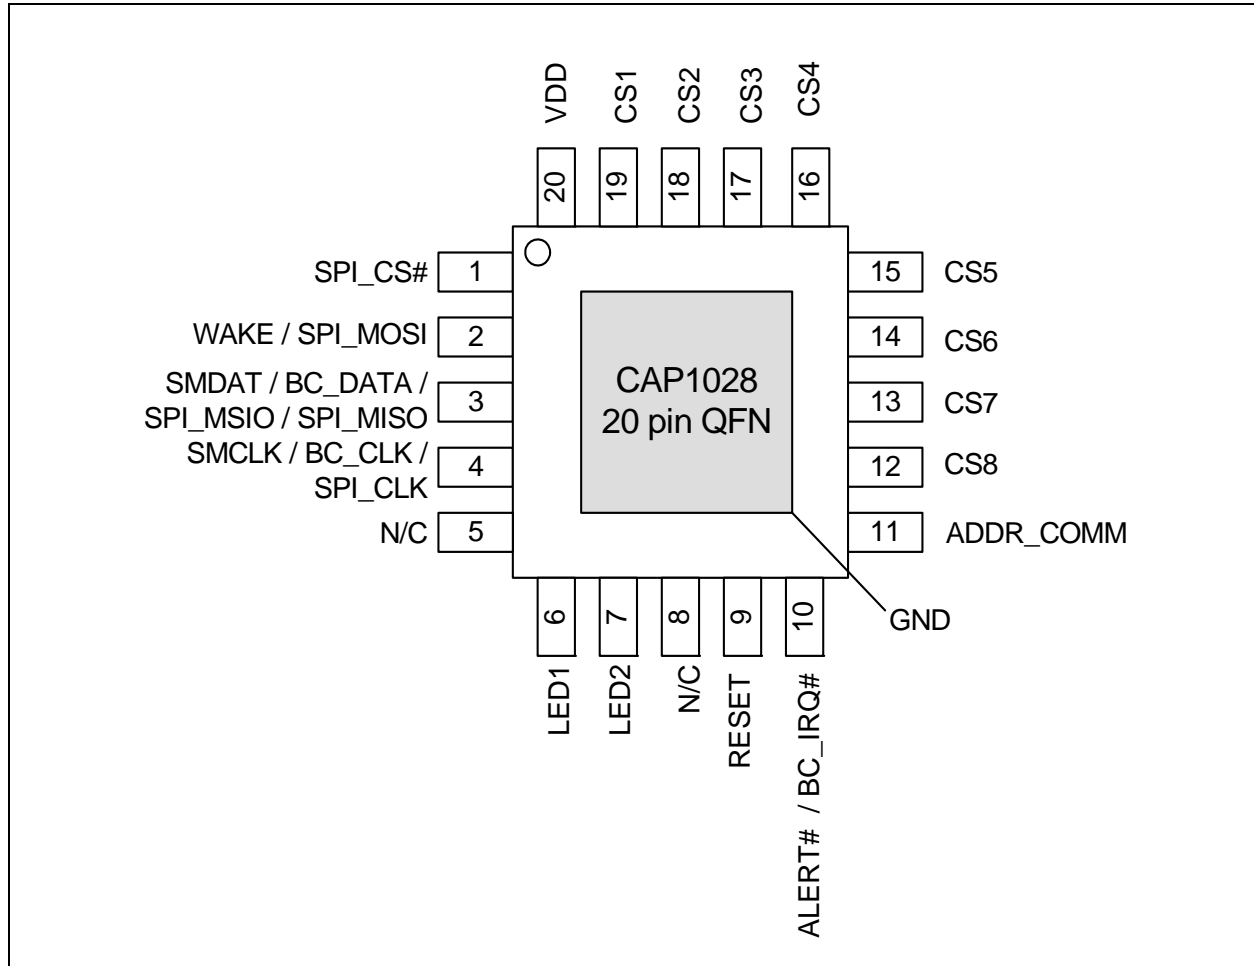 VDD
CS1
CS2
CS3
CS4
20
19
18
17
16
SPI_CS#
1
15
CS5
WAKE / SPI_MOSI
2
14
CS6
SMDAT / BC_DATA /
SPI_MSIO / SPI_MISO
3
13
CS7
SMCLK / BC_CLK /
SPI_CLK
4
12
CS8
N/C
5
11
ADDR_COMM
CAP1028
20 pin QFN
GND
6
7
8
9
10
LED1
LED2
N/C
RESET
ALERT# / BC_IRQ#